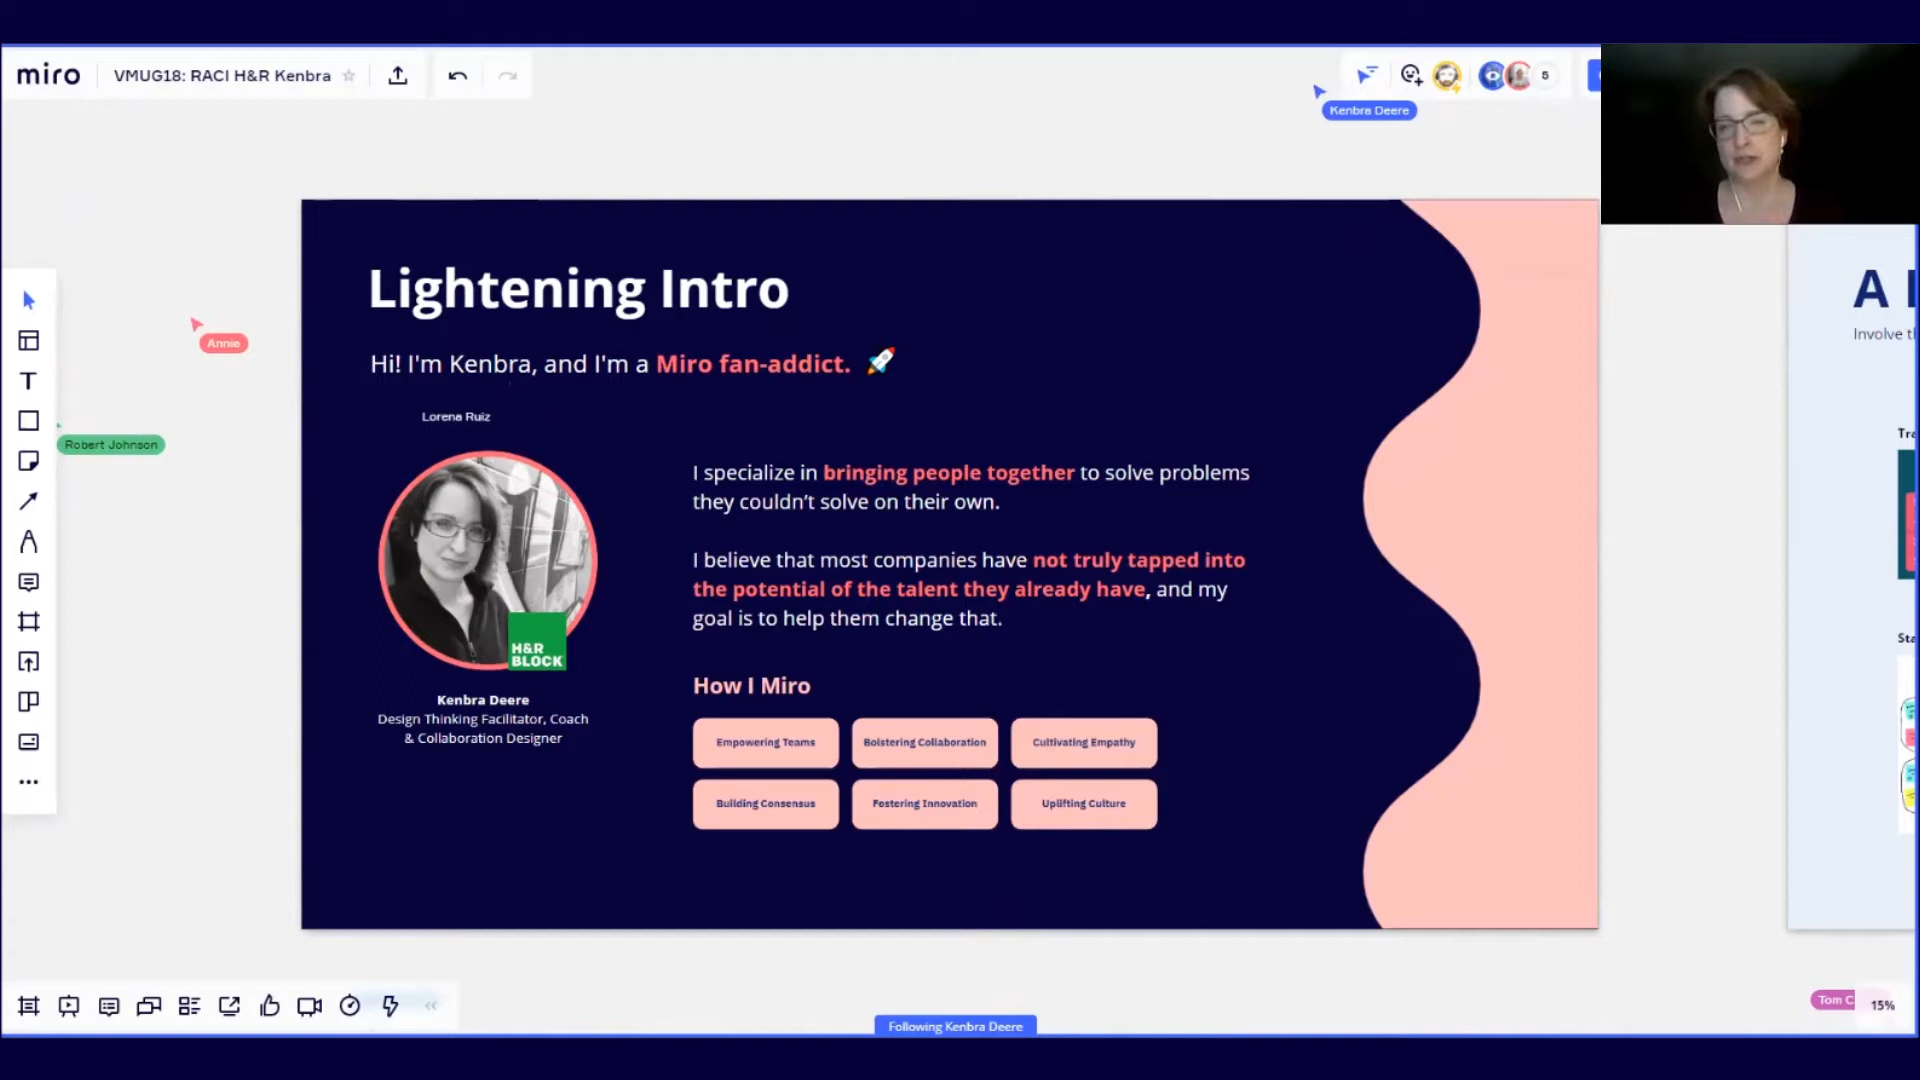 miro
VMUG18: RACI H&R Kenbra
5
Kenbra Deere
Lightening Intro
A
Involve
Annie
Hi! I'm Kenbra, and I'm a Miro fan-addict.
Lorena Ruiz
Robert Johnson
I specialize in bringing people together to solve problems
they couldn't solve on their own.
I believe that most companies have not truly tapped into
the potential of the talent they already have, and my
goal is to help them change that.
H&R
BLOCK
How I Miro
Kenbra Deere
Design Thinking Facilitator, Coach
& Collaboration Designer
Empowering Teams
Bolstering Collaboration
Cultivating Empathy
Building Consensus
Fostering Innovation
Uplifting Culture
Tom C
15%
Following Kenbra Deere